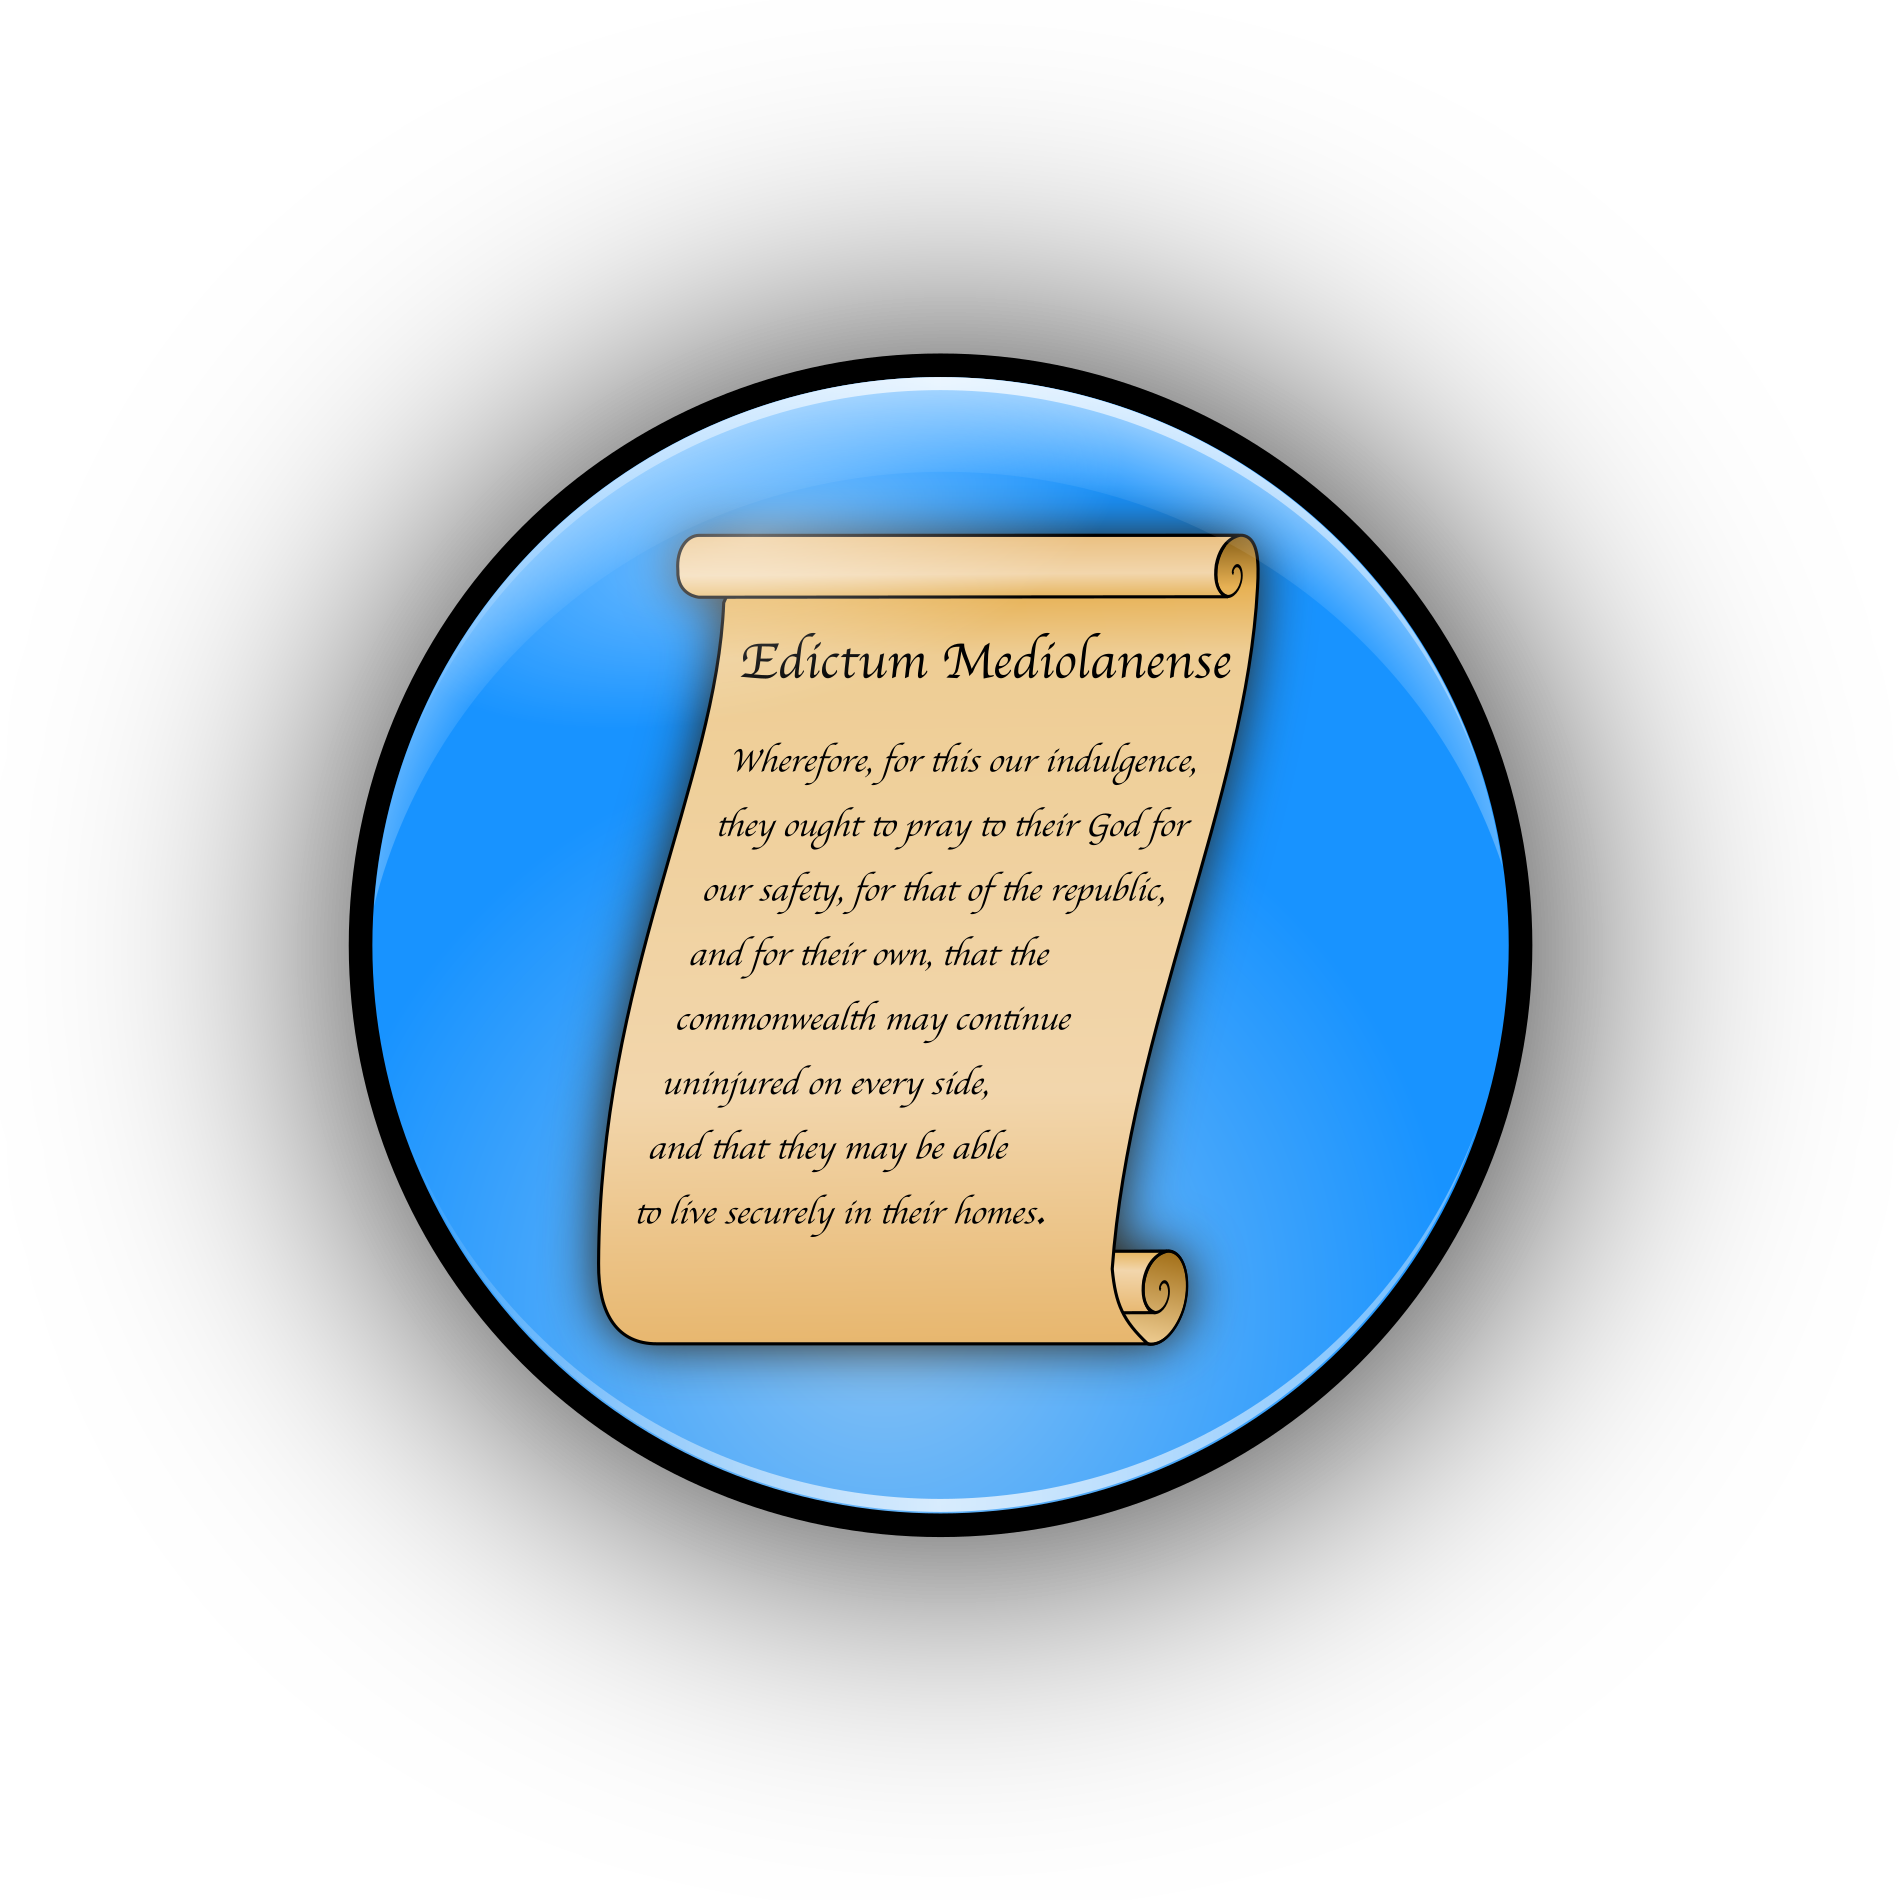 Edictum Mediolanense
Wherefore, for this our indulgence,
they ought to pray to their God for
our safety, for that of the republic,
and for their own, that the
commonwealth may continue
uninjured on every side,
and that they may be able
to live securely in their homes.